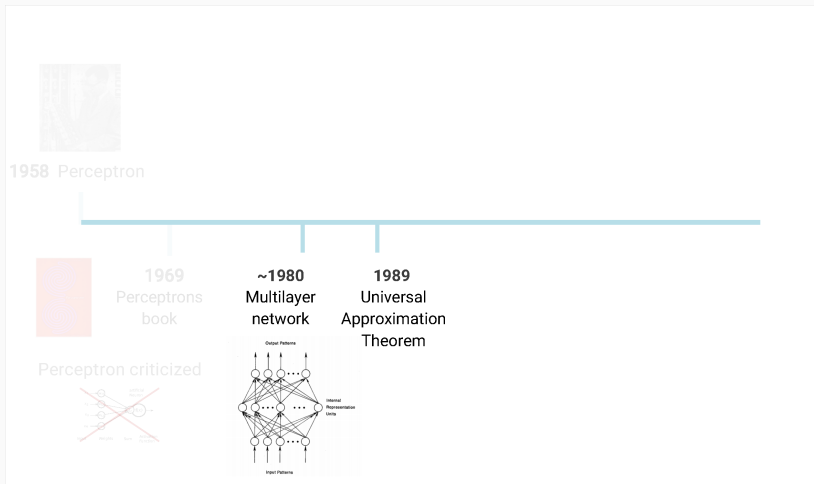 1958 Perceptron
1969
Perceptrons
book
Perceptron criticized
~1980
Multilayer
network
Output Patterns
Internal
Representation
Units
Input Patterns
1989
Universal
Approximation
Theorem